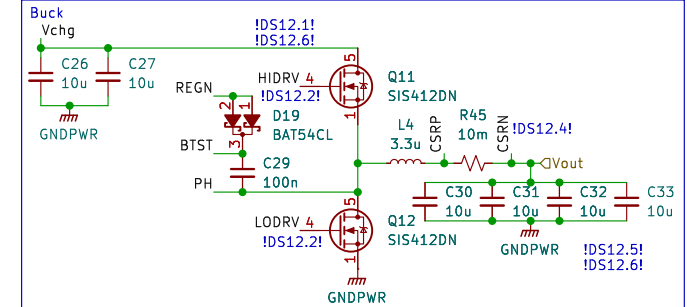 Buck
Vchg
!DS12.1!
!DS12.6!
C26
10u
C27
10u
GNDPWR
REGN
2
1
HIDRV 4
!DS12.2!
5
Q11
SIS412DN
1
D19
BAT54CL
3
BTST
C29
100n
PH
L4
3.3u
CSRP
R45
10m
CSRN
!DS12.4!
Vout
LODRV 4
!DS12.2!
5
Q12
SIS412DN
1
GNDPWR
C30
10u
C31
10u
C32
10u
C33
10u
GNDPWR
!DS12.5!
!DS12.6!